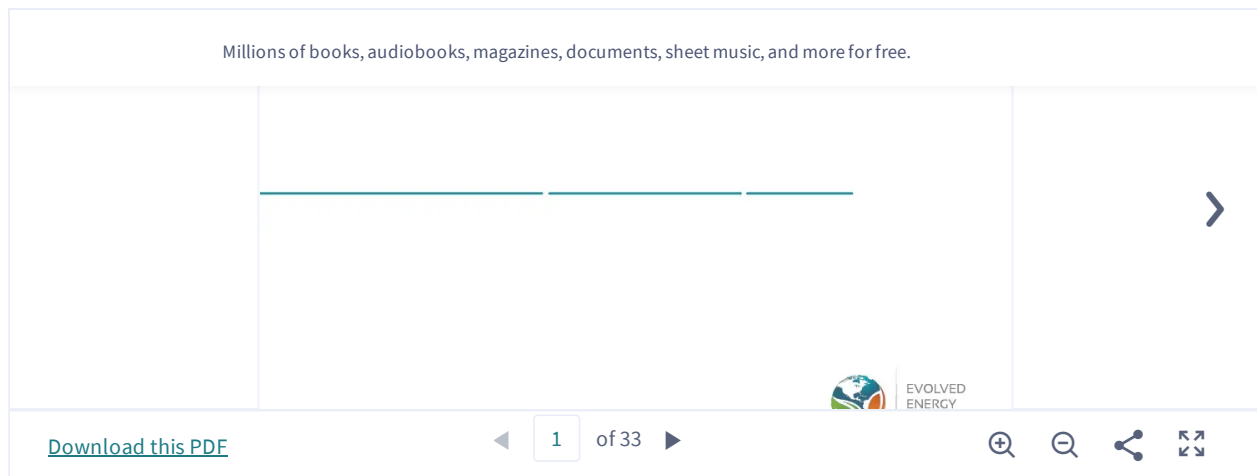 Millions of books, audiobooks, magazines, documents, sheet music, and more for free.
EVOLVED
ENERGY
Download this PDF
1 of 33